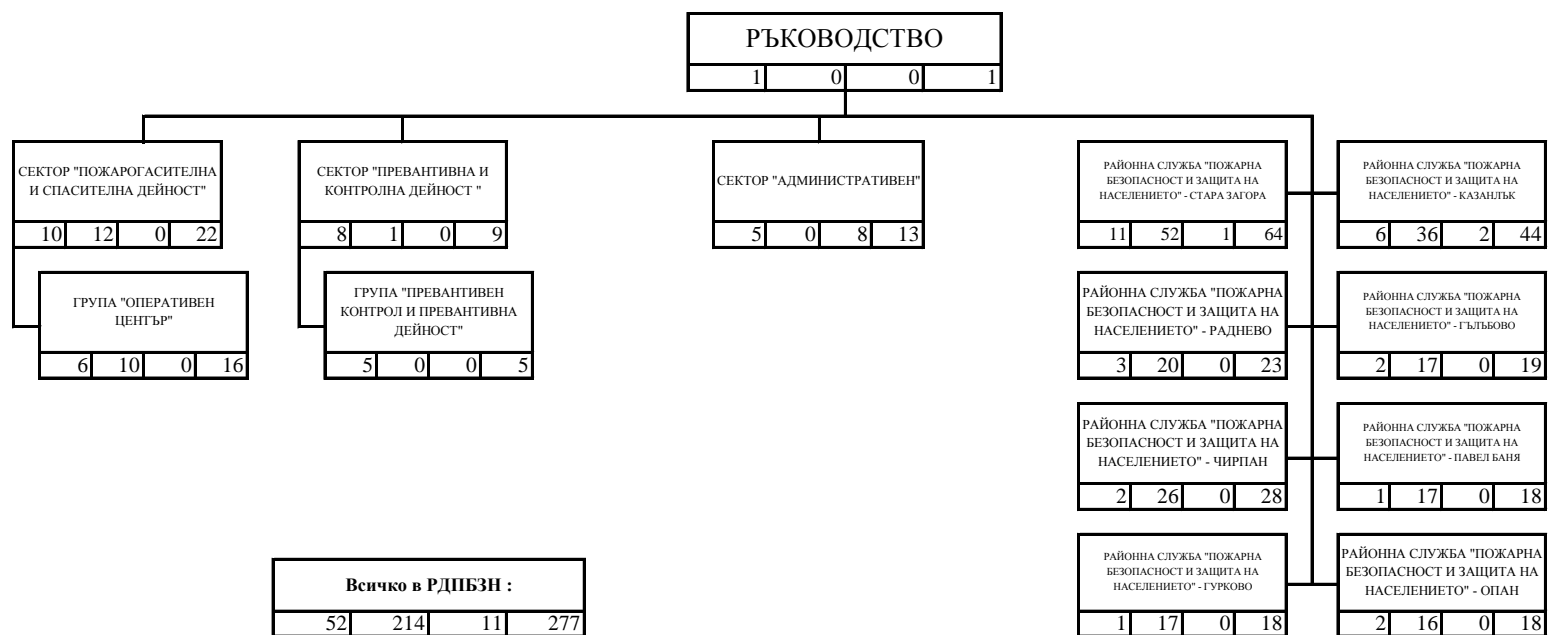 РЪКОВОДСТВО
1 0 0 1
СЕКТОР "ПОЖАРОГАСИТЕЛНА
И СПАСИТЕЛНА ДЕЙНОСТ"
10 12 0 22
СЕКТОР "ПРЕВАНТИВНА И
КОНТРОЛНА ДЕЙНОСТ "
8 1 0 9
СЕКТОР "АДМИНИСТРАТИВЕН"
5 0 8 13
РАЙОННА СЛУЖБА "ПОЖАРНА
БЕЗОПАСНОСТ И ЗАЩИТА НА
НАСЕЛЕНИЕТО" - СТАРА ЗАГОРА
11 52 1 64
РАЙОННА СЛУЖБА "ПОЖАРНА
БЕЗОПАСНОСТ И ЗАЩИТА НА
НАСЕЛЕНИЕТО" - КАЗАНЛЪК
6 36 2 44
ГРУПА "ОПЕРАТИВЕН
ЦЕНТЪР"
6 10 0 16
ГРУПА "ПРЕВАНТИВЕН
КОНТРОЛ И ПРЕВАНТИВНА
ДЕЙНОСТ"
5 0 0 5
РАЙОННА СЛУЖБА "ПОЖАРНА
БЕЗОПАСНОСТ И ЗАЩИТА НА
НАСЕЛЕНИЕТО" - РАДНЕВО
3 20 0 23
РАЙОННА СЛУЖБА "ПОЖАРНА
БЕЗОПАСНОСТ И ЗАЩИТА НА
НАСЕЛЕНИЕТО" - ГЪЛЪБОВО
2 17 0 19
РАЙОННА СЛУЖБА "ПОЖАРНА
БЕЗОПАСНОСТ И ЗАЩИТА НА
НАСЕЛЕНИЕТО" - ЧИРПАН
2 26 0 28
РАЙОННА СЛУЖБА "ПОЖАРНА
БЕЗОПАСНОСТ И ЗАЩИТА НА
НАСЕЛЕНИЕТО" - ПАВЕЛ БАНЯ
1 17 0 18
Всичко в РДПБЗН :
52 214 11 277
РАЙОННА СЛУЖБА "ПОЖАРНА
БЕЗОПАСНОСТ И ЗАЩИТА НА
НАСЕЛЕНИЕТО" - ГУРКОВО
1 17 0 18
РАЙОННА СЛУЖБА "ПОЖАРНА
БЕЗОПАСНОСТ И ЗАЩИТА НА
НАСЕЛЕНИЕТО" - ОПАН
2 16 0 18